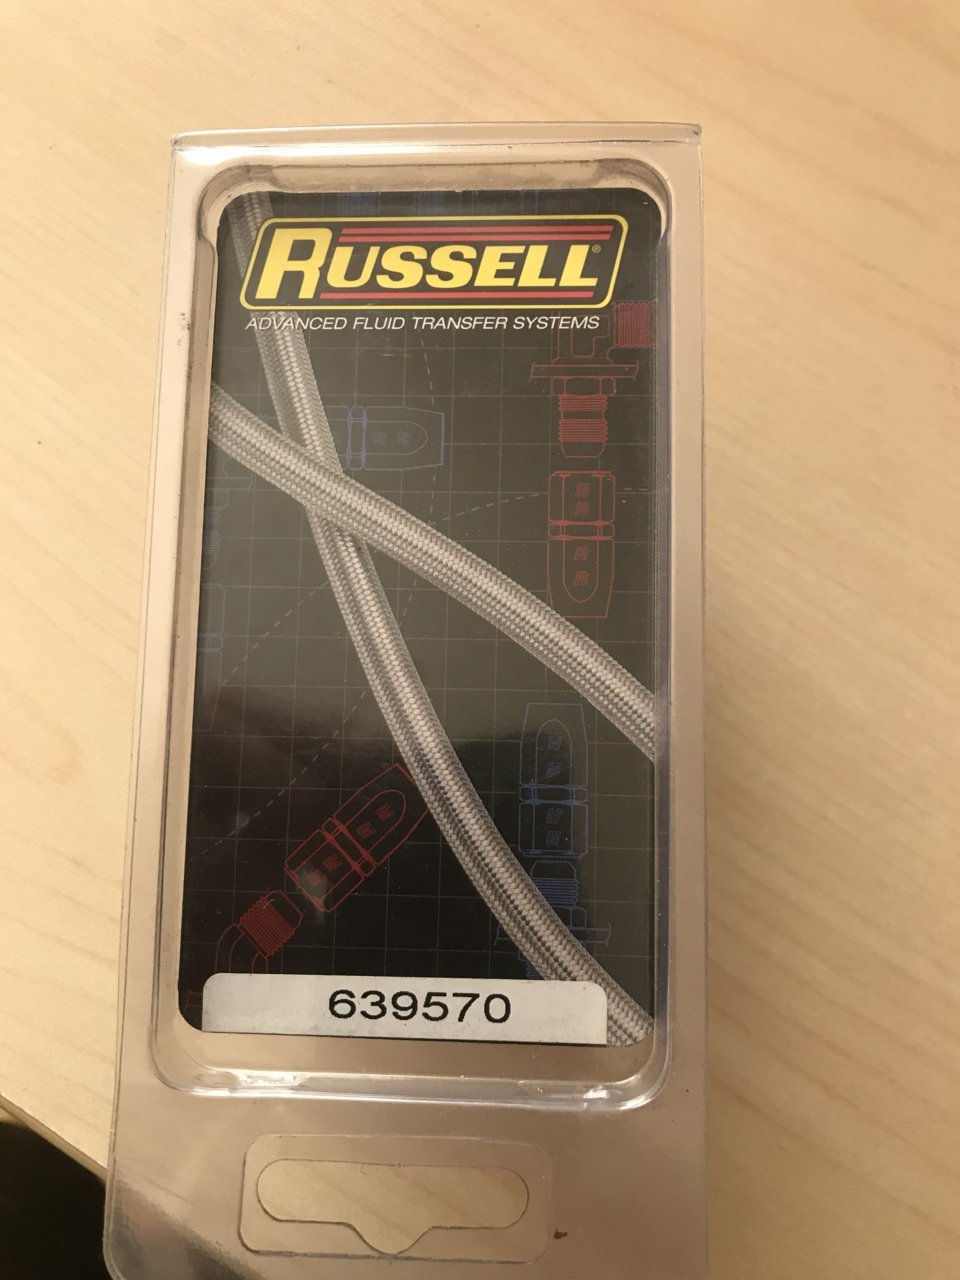 RUSSELL®
ADVANCED FLUID TRANSFER SYSTEMS
639570